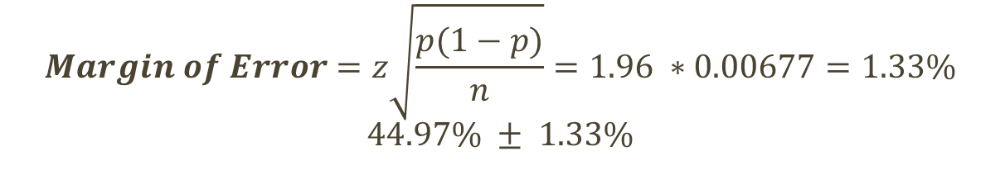 Margin of Error = z √(p(1 − p)/n) = 1.96 * 0.00677 = 1.33%
44.97% ± 1.33%